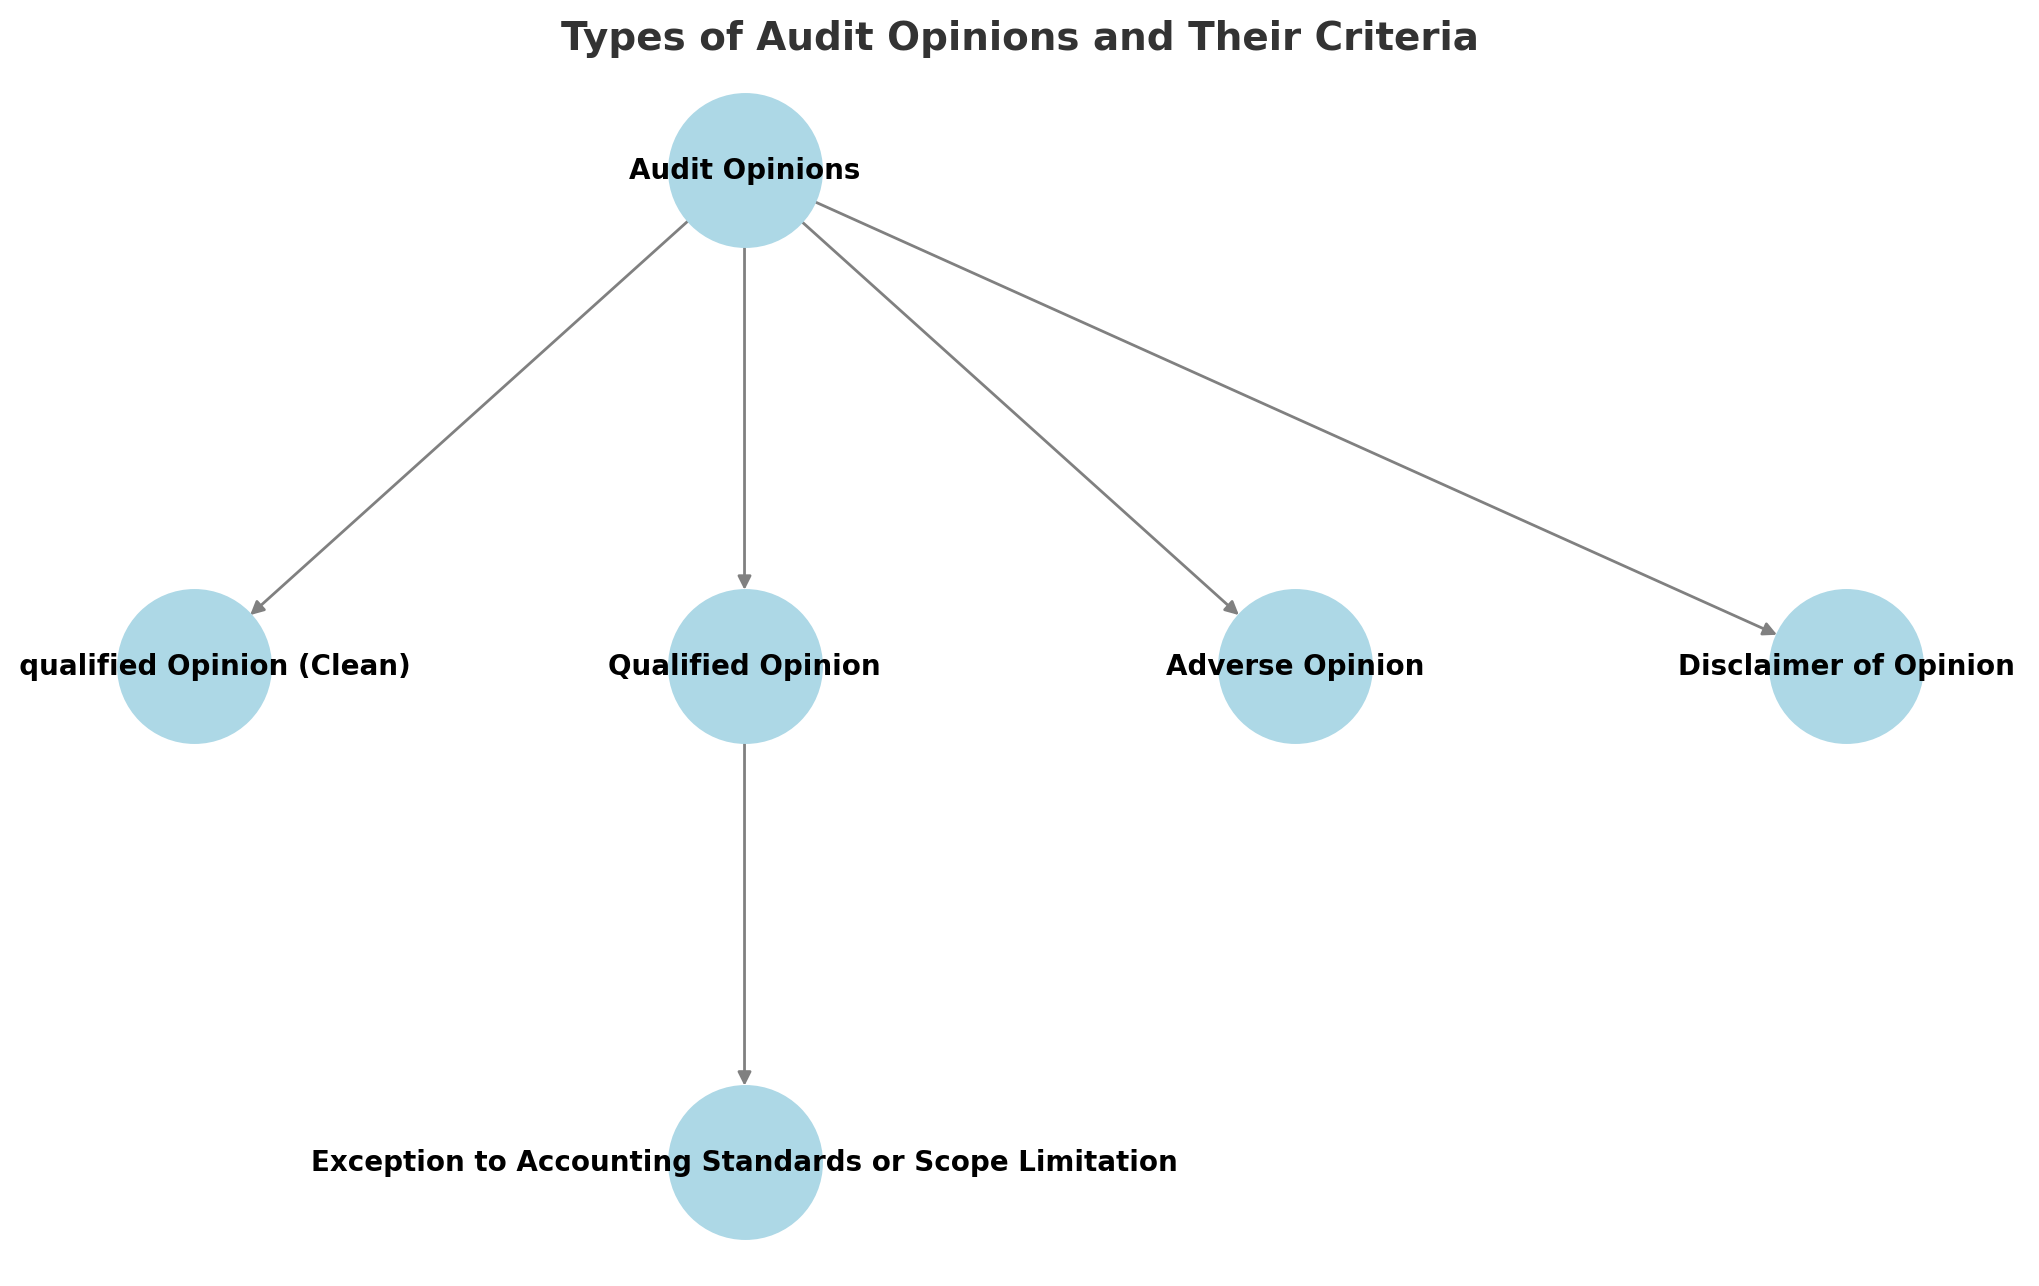 Types of Audit Opinions and Their Criteria
Audit Opinions
qualified Opinion (Clean)
Qualified Opinion
Adverse Opinion
Disclaimer of Opinion
Exception to Accounting Standards or Scope Limitation